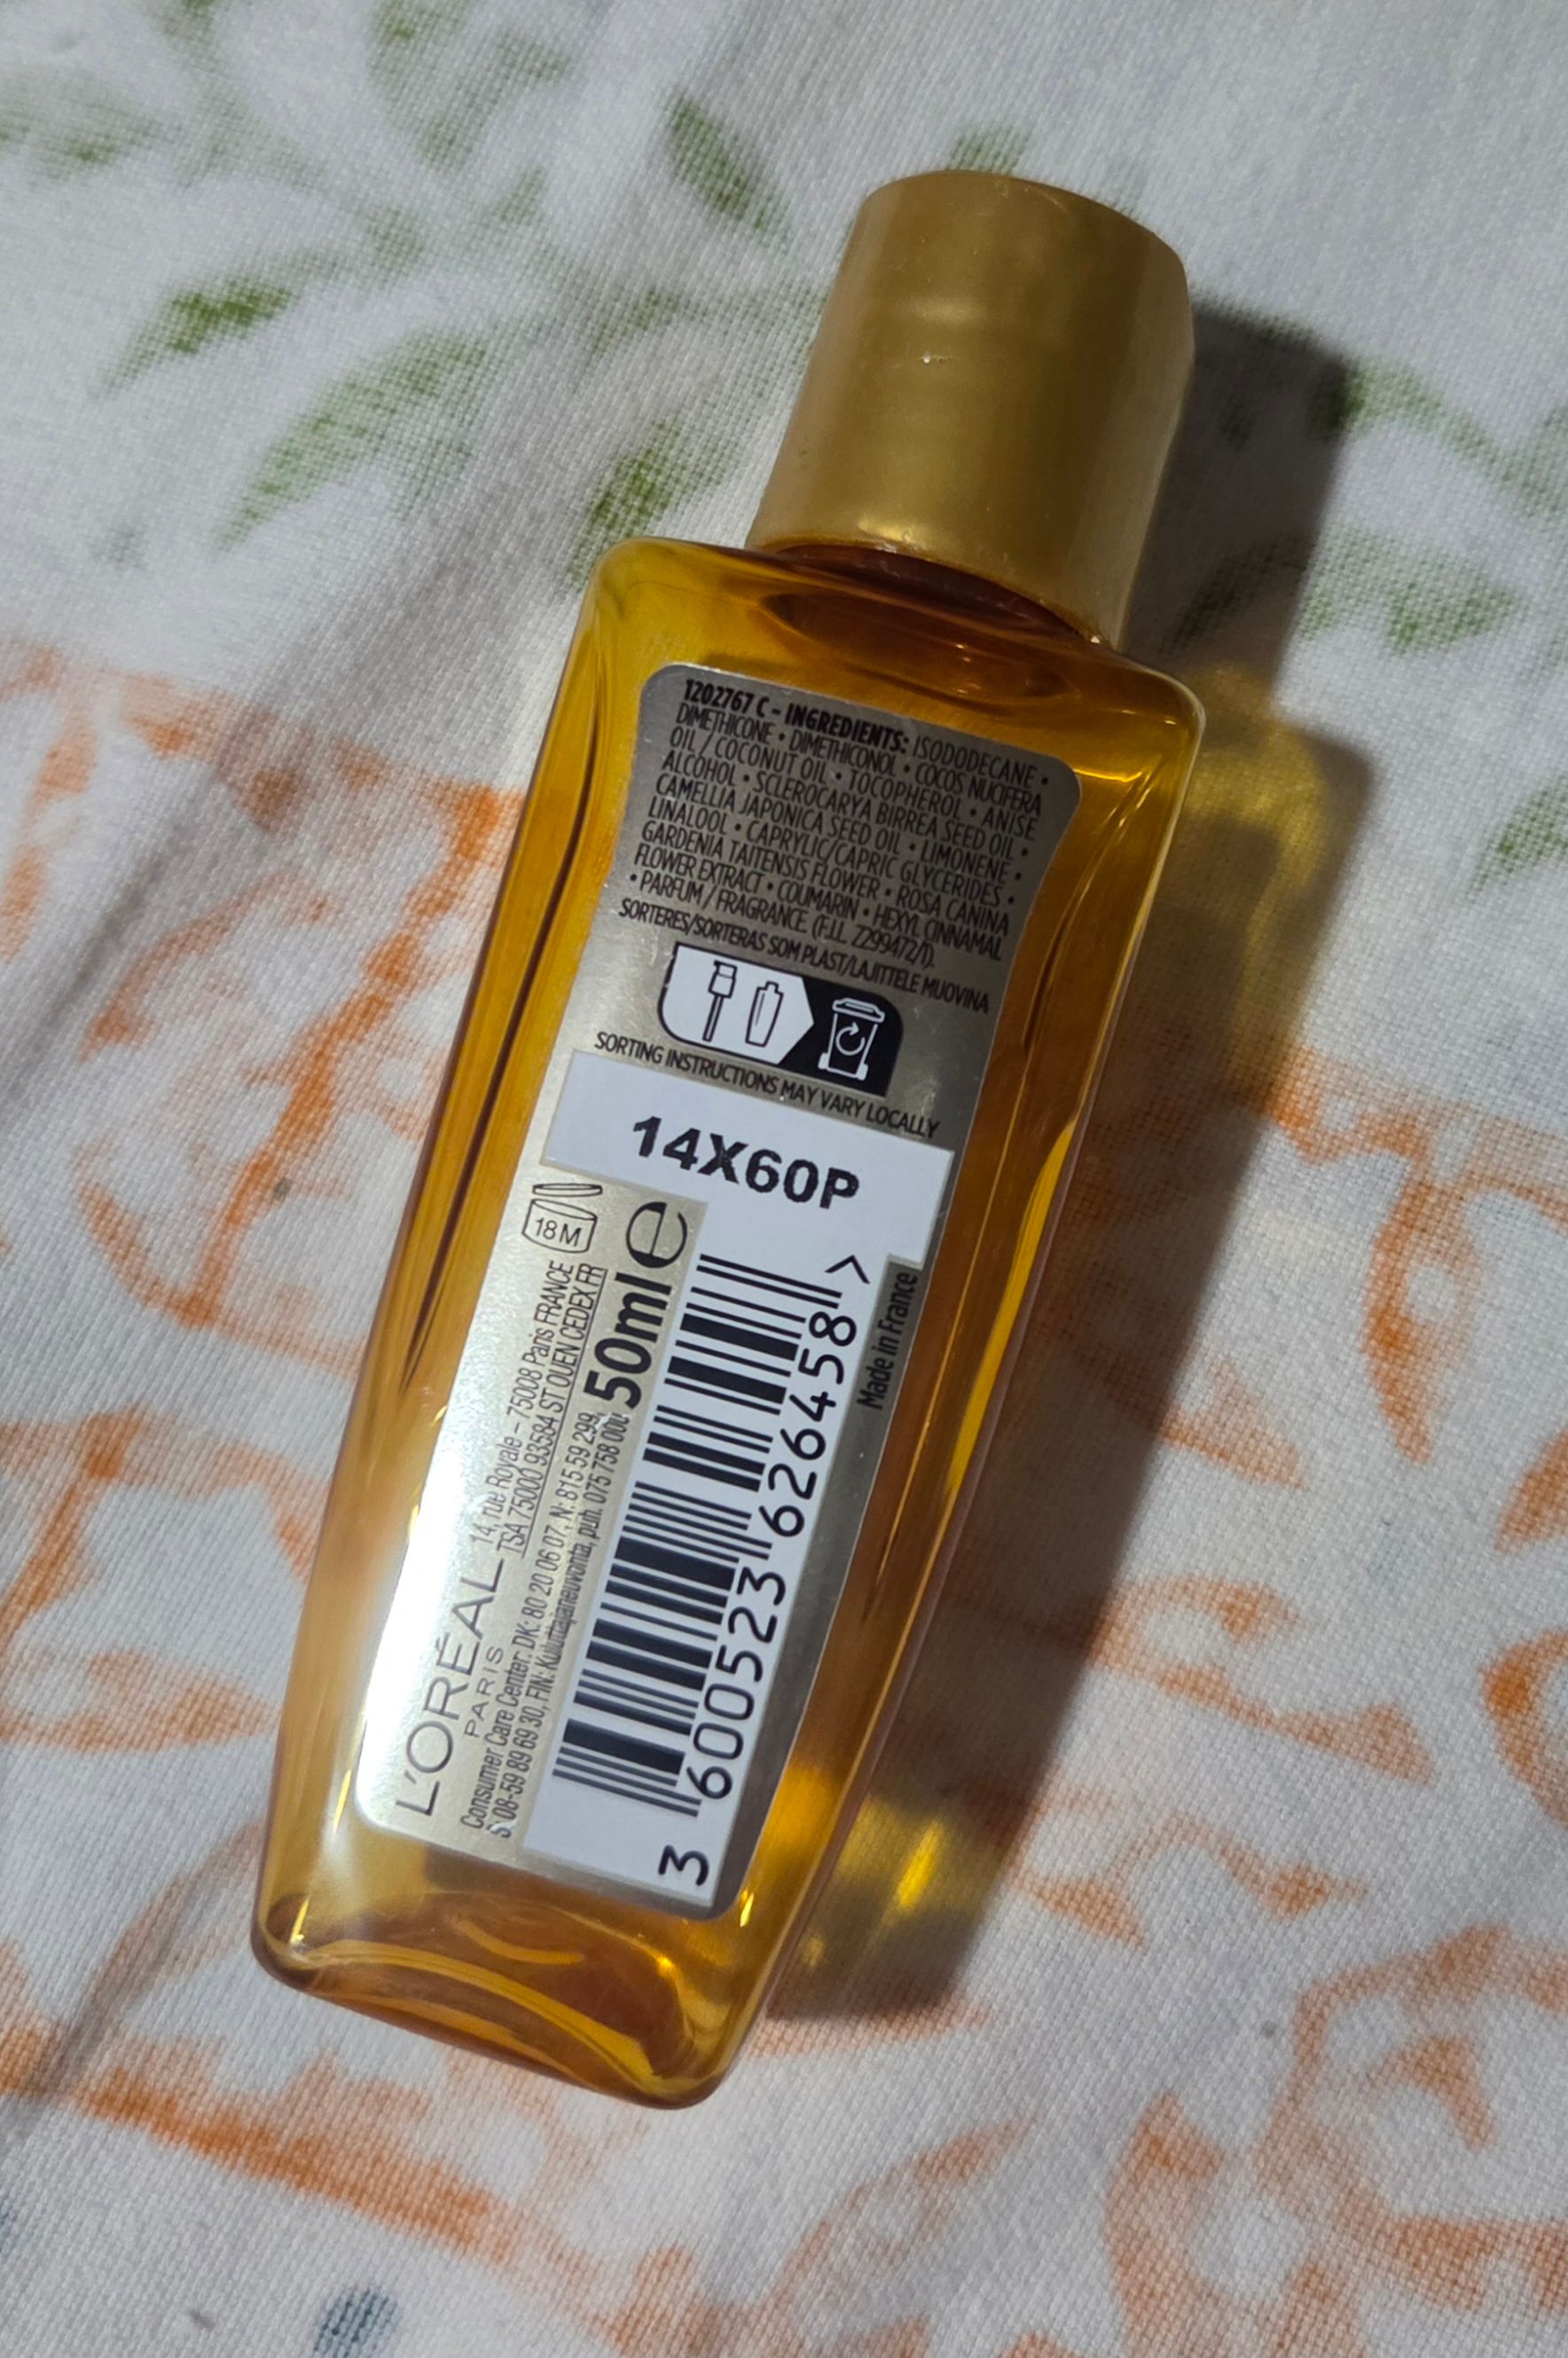 1202767 C - INGREDIENTS: ISODODECANE •
DIMETHICONE • DIMETHICONOL • COCOS NUCIFERA
OIL / COCONUT OIL • TOCOPHEROL • ANISE
ALCOHOL • SCLEROCARYA BIRREA SEED OIL •
CAMELLIA JAPONICA SEED OIL • LIMONENE •
LINALOOL • CAPRYLIC/CAPRIC GLYCERIDES •
GARDENIA TAITENSIS FLOWER • ROSA CANINA
FLOWER EXTRACT • COUMARIN • HEXYL CINNAMAL
• PARFUM / FRAGRANCE. (F.I.L. Z299472/1).
SORTERES/SORTERAS SOM PLAST/LAJITTELE MUOVINA
SORTING INSTRUCTIONS MAY VARY LOCALLY
14X60P
18 M
L'ORÉAL
PARIS
14, rue Royale – 75008 Paris FRANCE
TSA 75000 93584 ST OUEN CEDEX FR
Consumer Care Center. DK: 80 20 06 07, N: 815 59 299,
S: 08-59 89 69 30, FIN: Kuluttajaneuvonta, puh. 075 758 000
50ml e
3 600523 626458 >
Made in France